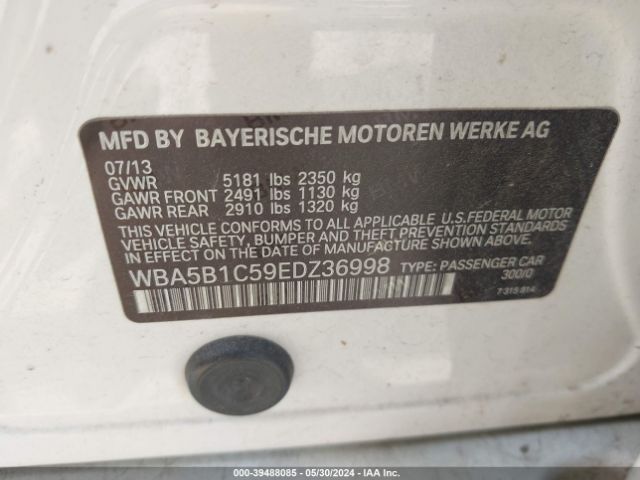 MFD BY BAYERISCHE MOTOREN WERKE AG
07/13
GVWR 5181 lbs 2350 kg
GAWR FRONT 2491 lbs 1130 kg
GAWR REAR 2910 lbs 1320 kg
THIS VEHICLE CONFORMS TO ALL APPLICABLE U.S.FEDERAL MOTOR
VEHICLE SAFETY, BUMPER, AND THEFT PREVENTION STANDARDS
IN EFFECT ON THE DATE OF MANUFACTURE SHOWN ABOVE.
WBA5B1C59EDZ36998 TYPE: PASSENGER CAR
300/0
7 315 814
000-39488085 - 05/30/2024 - IAA Inc.